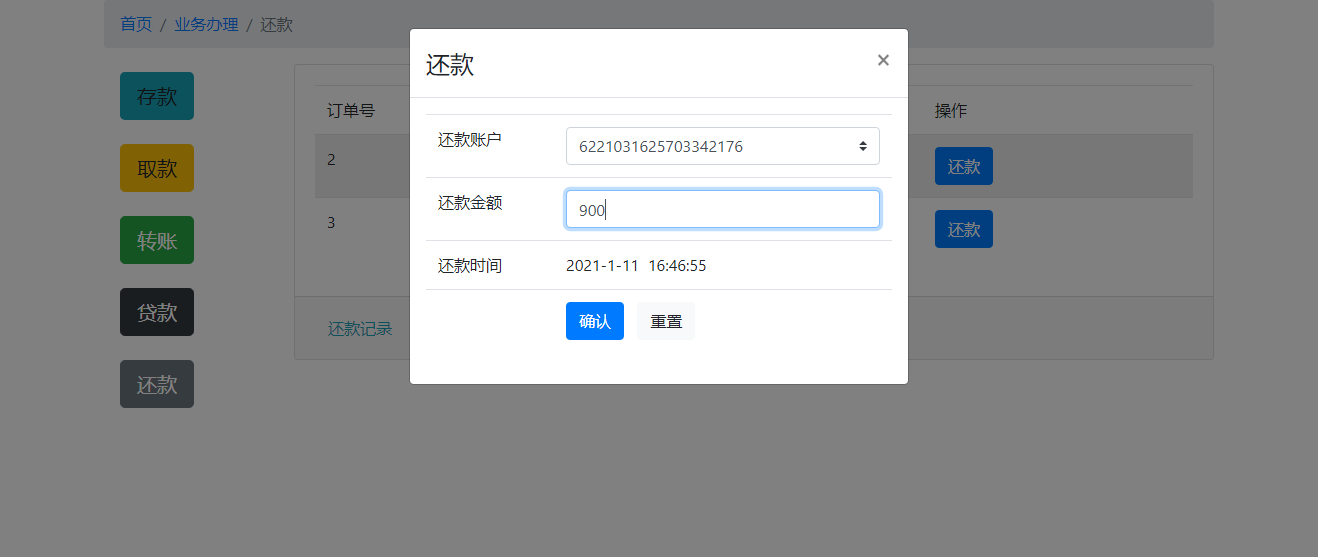 首页 / 业务办理 / 还款
还款
×
存款
取款
转账
贷款
还款
订单号
操作
2
还款
3
还款
还款记录
还款账户
6221031625703342176
还款金额
900
还款时间
2021-1-11 16:46:55
确认
重置